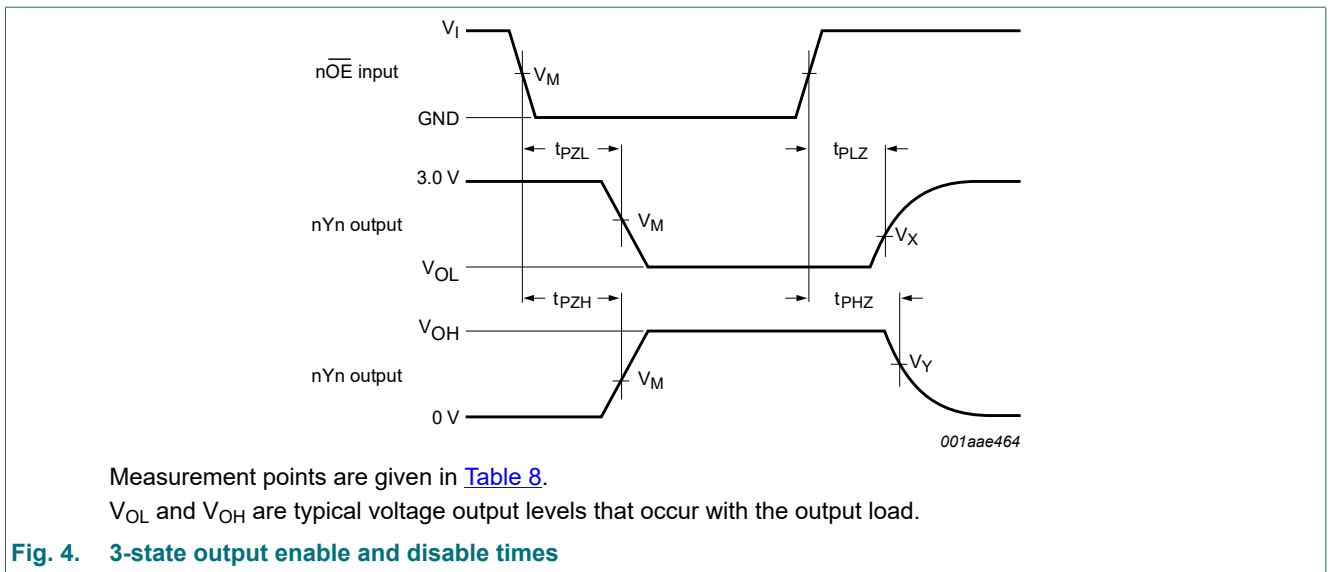 VI
nOE input
VM
GND
tPZL
tPLZ
3.0 V
nYn output
VM
VX
VOL
tPZH
tPHZ
VOH
nYn output
VM
VY
0 V
001aae464
Measurement points are given in Table 8.
VOL and VOH are typical voltage output levels that occur with the output load.
Fig. 4. 3-state output enable and disable times